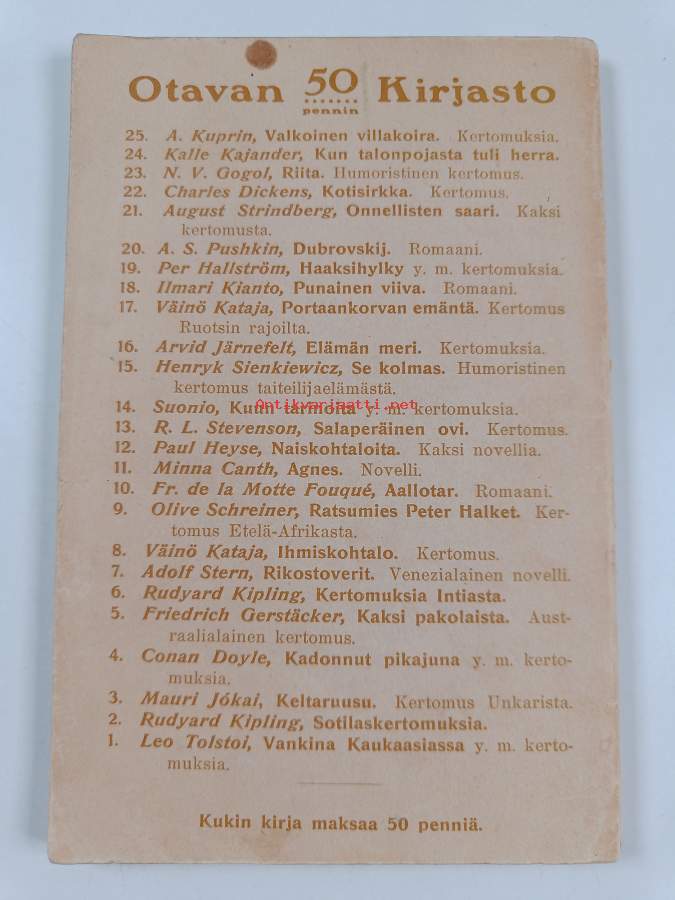 Otavan 50 pennin Kirjasto
25. A. Kuprin, Valkoinen villakoira. Kertomuksia.
24. Kalle Kajander, Kun talonpojasta tuli herra.
23. N. V. Gogol, Riita. Humoristinen kertomus.
22. Charles Dickens, Kotisirkka. Kertomus.
21. August Strindberg, Onnellisten saari. Kaksi
kertomusta.
20. A. S. Pushkin, Dubrovskij. Romaani.
19. Per Hallström, Haaksihylky y. m. kertomuksia.
18. Ilmari Kianto, Punainen viiva. Romaani.
17. Väinö Kataja, Portaankorvan emäntä. Kertomus
Ruotsin rajoilta.
16. Arvid Järnefelt, Elämän meri. Kertomuksia.
15. Henryk Sienkiewicz, Se kolmas. Humoristinen
kertomus taiteilijaelämästä.
Antikvariaatti.net
14. Suonio, Kuun tarinoita y. m. kertomuksia.
13. R. L. Stevenson, Salaperäinen ovi. Kertomus.
12. Paul Heyse, Naiskohtaloita. Kaksi novellia.
11. Minna Canth, Agnes. Novelli.
10. Fr. de la Motte Fouqué, Aallotar. Romaani.
9. Olive Schreiner, Ratsumies Peter Halket. Ker-
tomus Etelä-Afrikasta.
8. Väinö Kataja, Ihmiskohtalo. Kertomus.
7. Adolf Stern, Rikostoverit. Venezialainen novelli.
6. Rudyard Kipling, Kertomuksia Intiasta.
5. Friedrich Gerstäcker, Kaksi pakolaista. Aust-
raalialainen kertomus.
4. Conan Doyle, Kadonnut pikajuna y. m. kerto-
muksia.
3. Mauri Jókai, Keltaruusu. Kertomus Unkarista.
2. Rudyard Kipling, Sotilaskertomuksia.
1. Leo Tolstoi, Vankina Kaukaasiassa y. m. kerto-
muksia.
Kukin kirja maksaa 50 penniä.